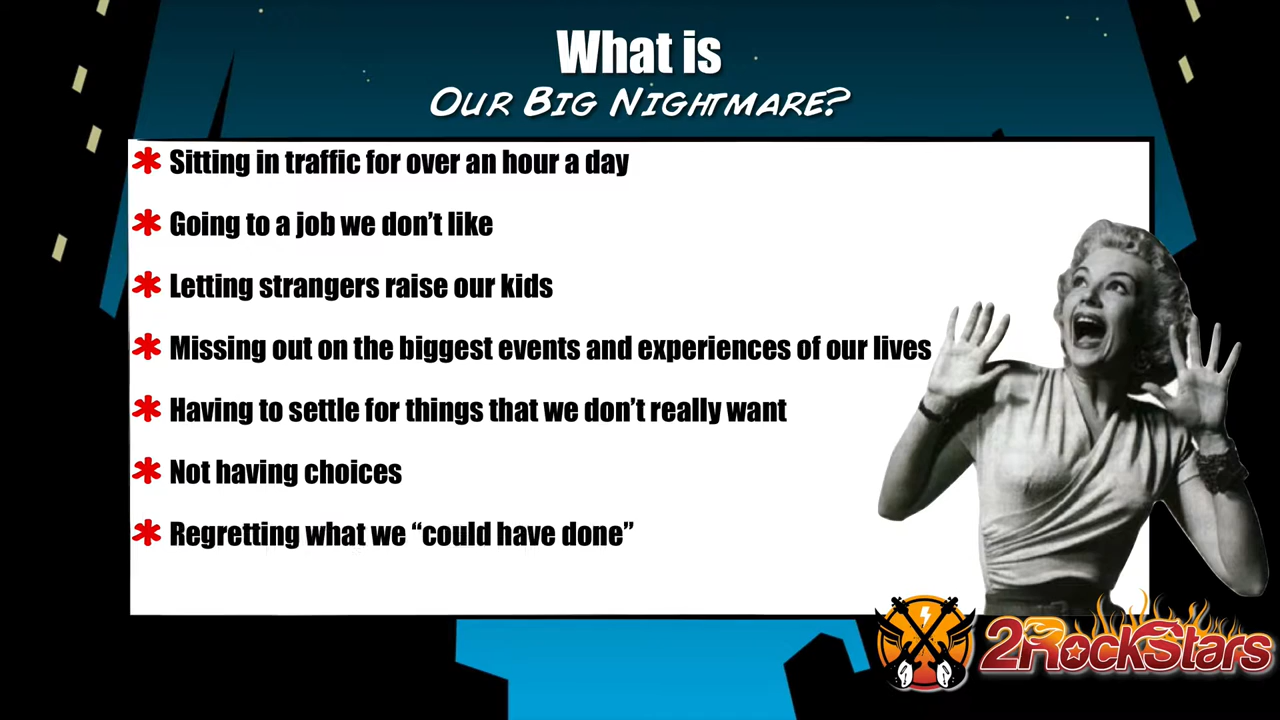 What is
Our Big Nightmare?
* Sitting in traffic for over an hour a day
* Going to a job we don't like
* Letting strangers raise our kids
* Missing out on the biggest events and experiences of our lives
* Having to settle for things that we don't really want
* Not having choices
* Regretting what we “could have done”
2RockStars